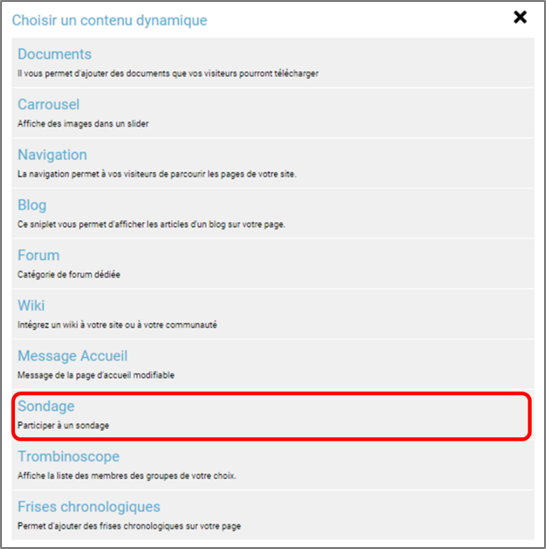 Choisir un contenu dynamique
Documents
Il vous permet d'ajouter des documents que vos visiteurs pourront télécharger
Carrousel
Affiche des images dans un slider
Navigation
La navigation permet à vos visiteurs de parcourir les pages de votre site.
Blog
Ce sniplet vous permet d'afficher les articles d'un blog sur votre page.
Forum
Catégorie de forum dédiée
Wiki
Intégrez un wiki à votre site ou à votre communauté
Message Accueil
Message de la page d'accueil modifiable
Sondage
Participer à un sondage
Trombinoscope
Affiche la liste des membres des groupes de votre choix.
Frises chronologiques
Permet d'ajouter des frises chronologiques sur votre page